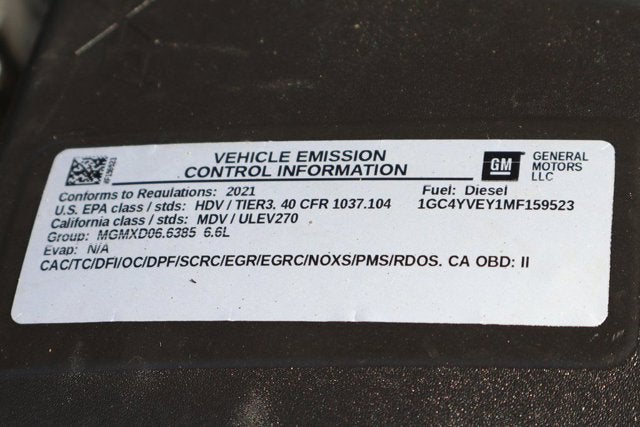 VEHICLE EMISSION
CONTROL INFORMATION
GM
GENERAL
MOTORS
LLC
Conforms to Regulations: 2021
Fuel: Diesel
U.S. EPA class / stds: HDV / TIER3, 40 CFR 1037.104
1GC4YVEY1MF159523
California class / stds: MDV / ULEV270
Group: MGMXD06.6385 6.6L
Evap: N/A
CAC/TC/DFI/OC/DPF/SCRC/EGR/EGRC/NOXS/PMS/RDOS. CA OBD: II